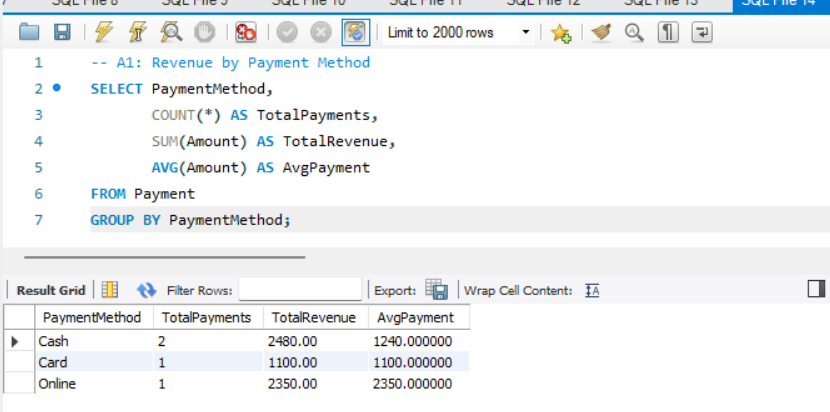 SQL File 9 SQL File 10 SQL File 11 SQL File 12 SQL File 13 SQL File 14
Limit to 2000 rows
1 -- A1: Revenue by Payment Method
2 SELECT PaymentMethod,
3 COUNT(*) AS TotalPayments,
4 SUM(Amount) AS TotalRevenue,
5 AVG(Amount) AS AvgPayment
6 FROM Payment
7 GROUP BY PaymentMethod;
Result Grid Filter Rows: Export: Wrap Cell Content: IA
PaymentMethod TotalPayments TotalRevenue AvgPayment
Cash 2 2480.00 1240.000000
Card 1 1100.00 1100.000000
Online 1 2350.00 2350.000000